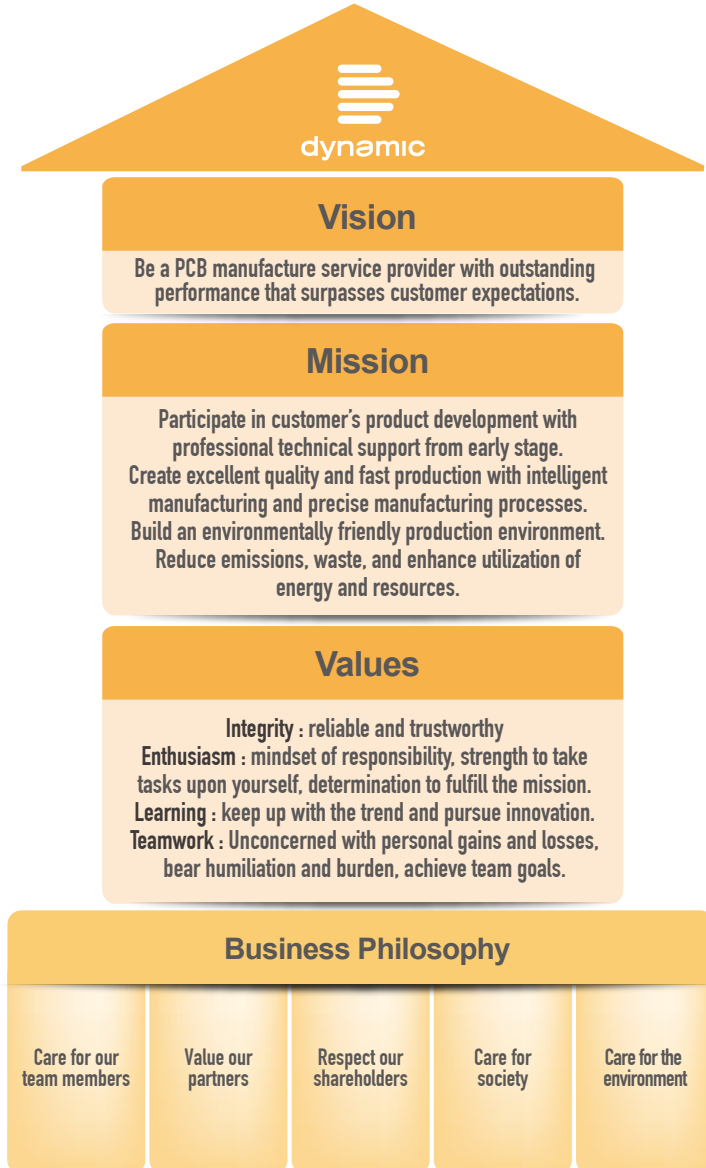 dynamic
Vision
Be a PCB manufacture service provider with outstanding
performance that surpasses customer expectations.
Mission
Participate in customer’s product development with
professional technical support from early stage.
Create excellent quality and fast production with intelligent
manufacturing and precise manufacturing processes.
Build an environmentally friendly production environment.
Reduce emissions, waste, and enhance utilization of
energy and resources.
Values
Integrity : reliable and trustworthy
Enthusiasm : mindset of responsibility, strength to take
tasks upon yourself, determination to fulfill the mission.
Learning : keep up with the trend and pursue innovation.
Teamwork : Unconcerned with personal gains and losses,
bear humiliation and burden, achieve team goals.
Business Philosophy
Care for our
team members
Value our
partners
Respect our
shareholders
Care for
society
Care for the
environment